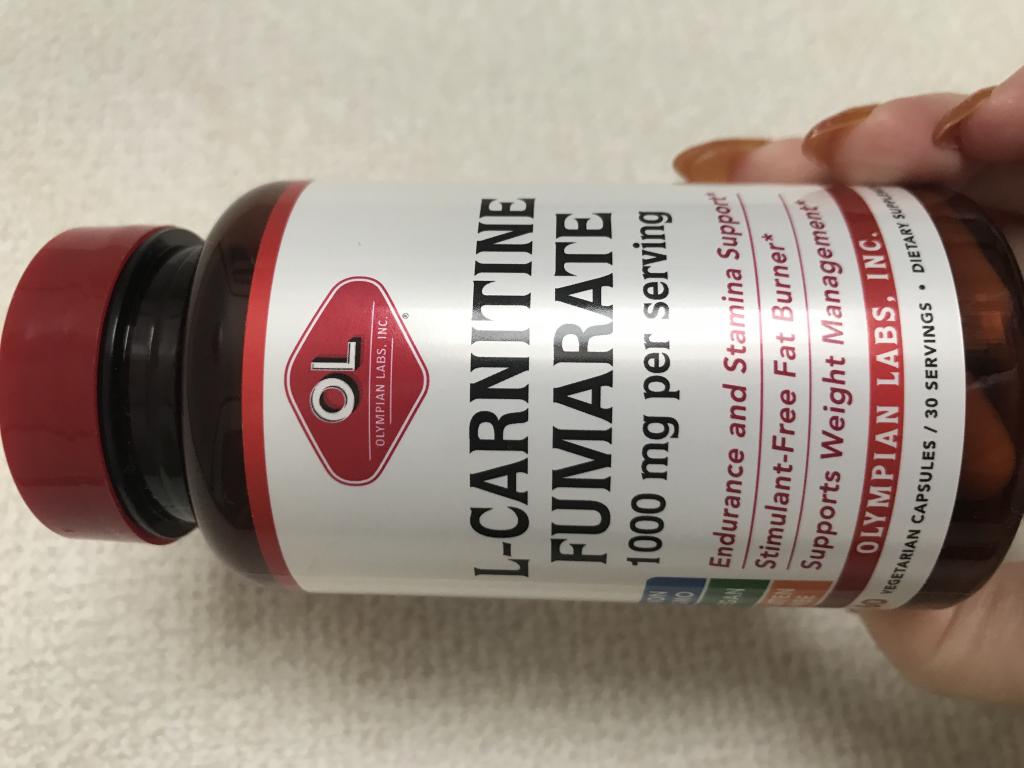 OL
OLYMPIAN LABS, INC.
®
L-CARNITINE
FUMARATE
1000 mg per serving
Endurance and Stamina Support*
Stimulant-Free Fat Burner*
Supports Weight Management*
OLYMPIAN LABS, INC.
VEGETARIAN CAPSULES / 30 SERVINGS • DIETARY